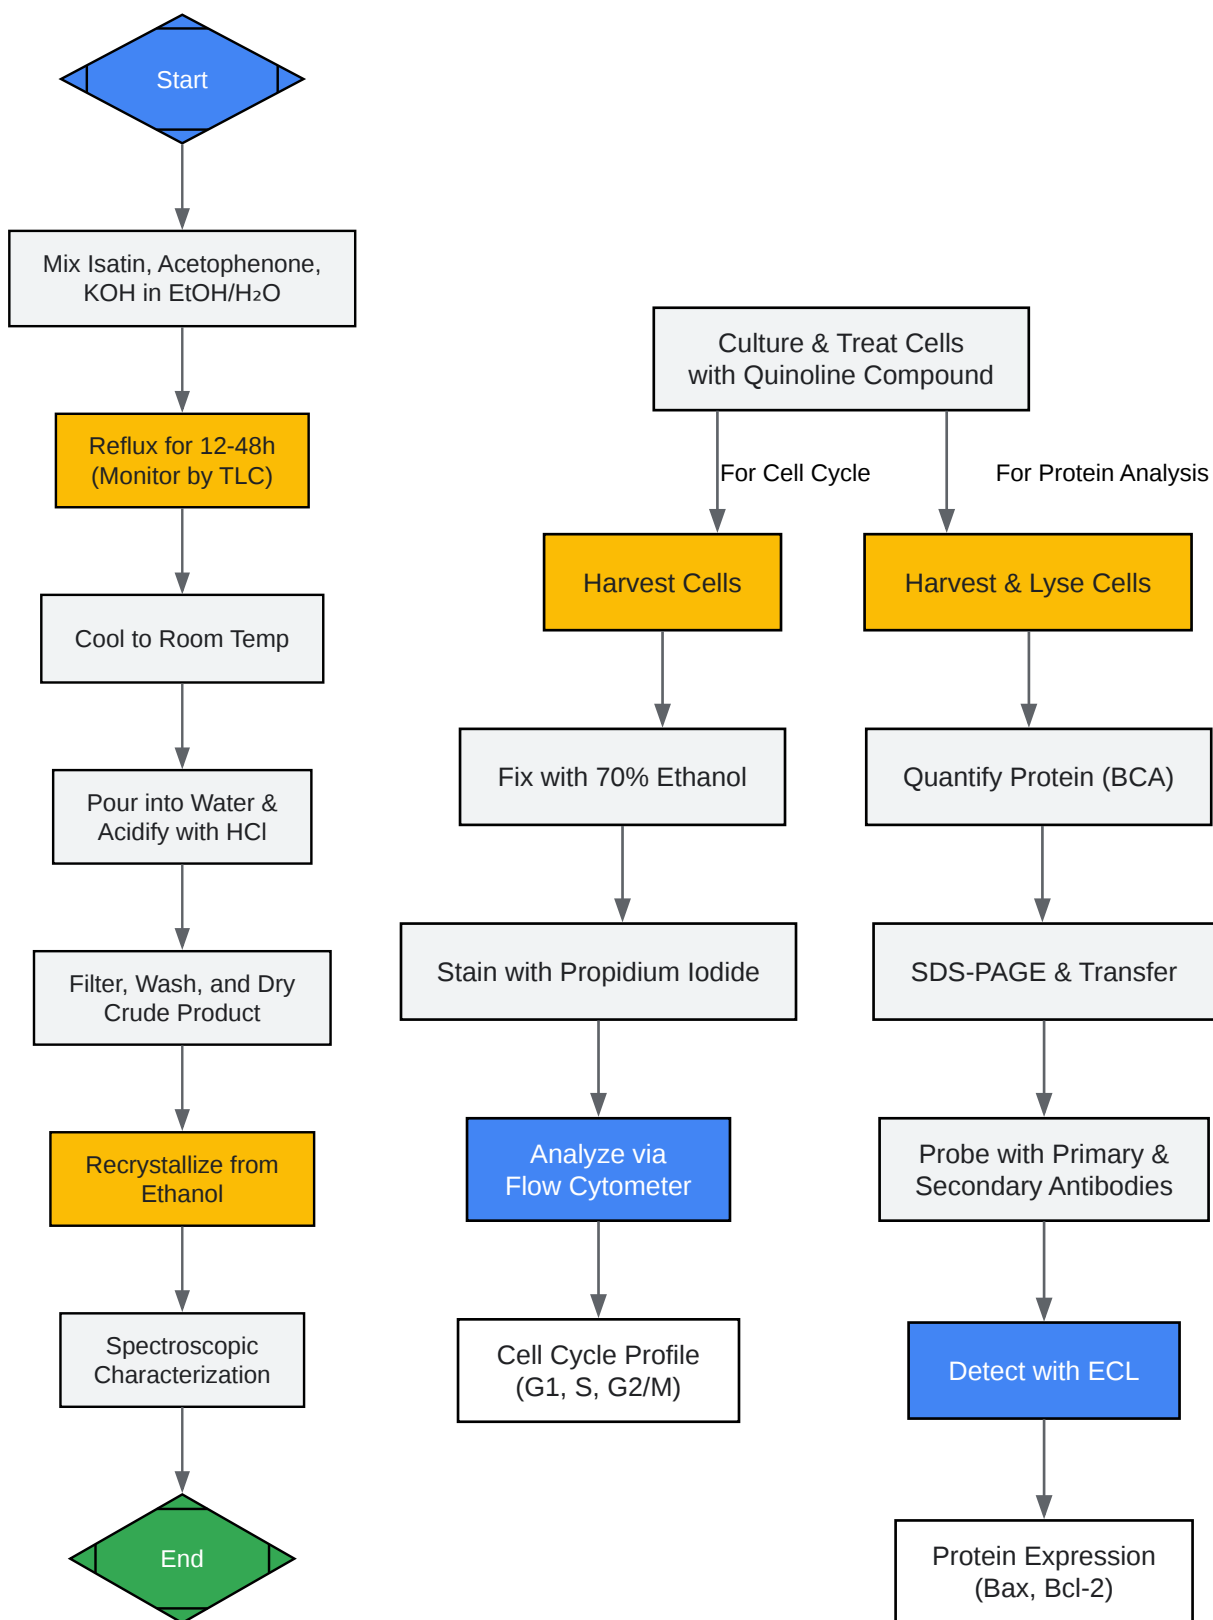 Start
Mix Isatin, Acetophenone,
KOH in EtOH/H₂O
Reflux for 12-48h
(Monitor by TLC)
Cool to Room Temp
Pour into Water &
Acidify with HCl
Filter, Wash, and Dry
Crude Product
Recrystallize from
Ethanol
Spectroscopic
Characterization
End
Culture & Treat Cells
with Quinoline Compound
For Cell Cycle
Harvest Cells
Fix with 70% Ethanol
Stain with Propidium Iodide
Analyze via
Flow Cytometer
Cell Cycle Profile
(G1, S, G2/M)
For Protein Analysis
Harvest & Lyse Cells
Quantify Protein (BCA)
SDS-PAGE & Transfer
Probe with Primary &
Secondary Antibodies
Detect with ECL
Protein Expression
(Bax, Bcl-2)